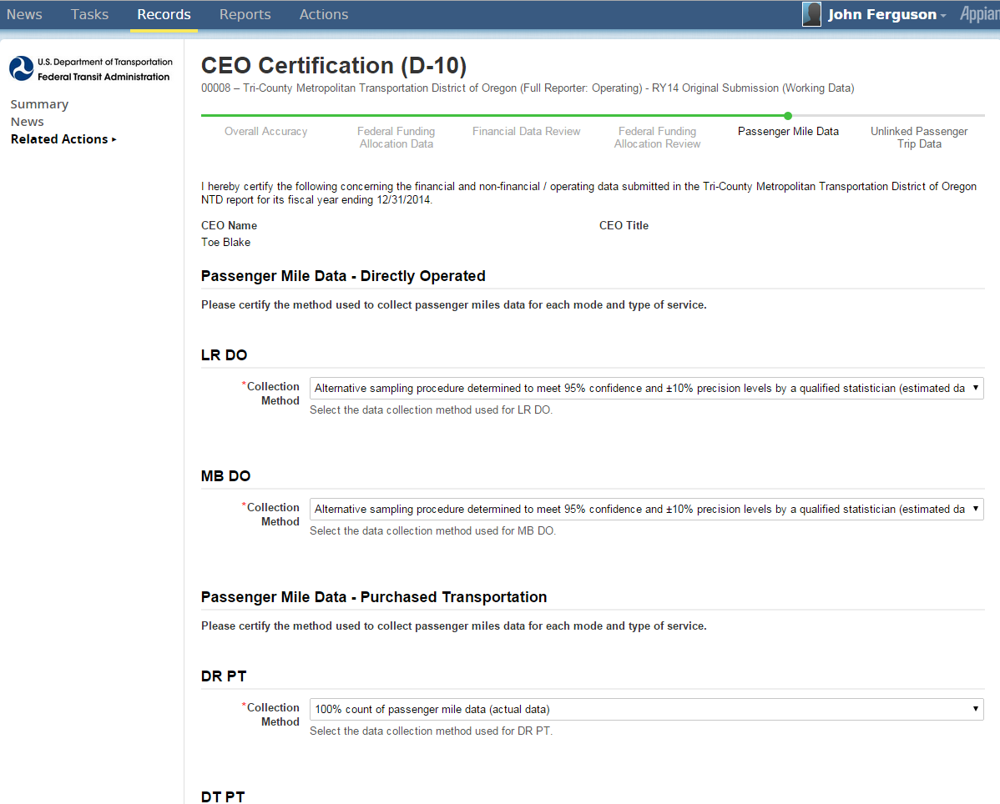 News Tasks Records Reports Actions John Ferguson Appian
U.S. Department of Transportation
Federal Transit Administration
Summary
News
Related Actions ▸
CEO Certification (D-10)
00008 – Tri-County Metropolitan Transportation District of Oregon (Full Reporter: Operating) - RY14 Original Submission (Working Data)
Overall Accuracy
Federal Funding
Allocation Data
Financial Data Review
Federal Funding
Allocation Review
Passenger Mile Data
Unlinked Passenger
Trip Data
I hereby certify the following concerning the financial and non-financial / operating data submitted in the Tri-County Metropolitan Transportation District of Oregon
NTD report for its fiscal year ending 12/31/2014.
CEO Name CEO Title
Toe Blake
Passenger Mile Data - Directly Operated
Please certify the method used to collect passenger miles data for each mode and type of service.
LR DO
*Collection
Method
Alternative sampling procedure determined to meet 95% confidence and ±10% precision levels by a qualified statistician (estimated da
Select the data collection method used for LR DO.
MB DO
*Collection
Method
Alternative sampling procedure determined to meet 95% confidence and ±10% precision levels by a qualified statistician (estimated da
Select the data collection method used for MB DO.
Passenger Mile Data - Purchased Transportation
Please certify the method used to collect passenger miles data for each mode and type of service.
DR PT
*Collection
Method
100% count of passenger mile data (actual data)
Select the data collection method used for DR PT.
DT PT